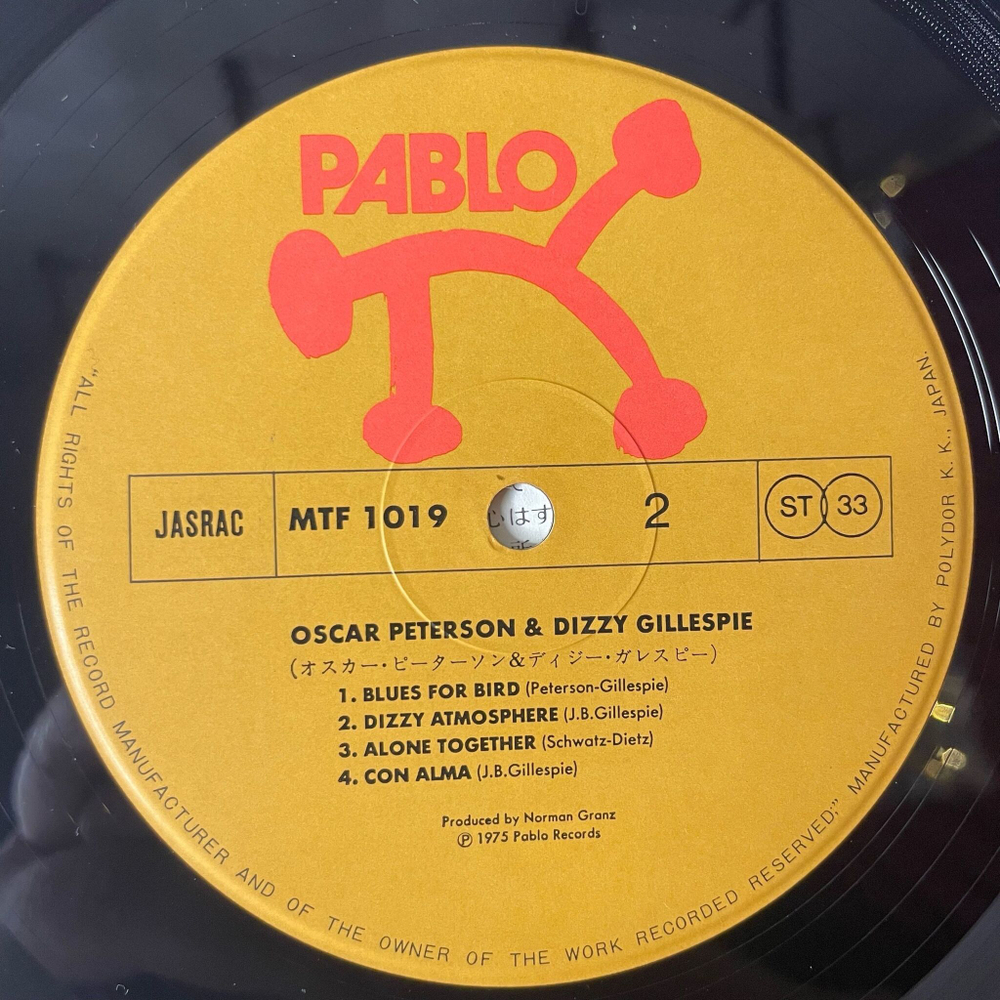 PABLO
JASRAC
MTF 1019
心はす
2
ST 33
OSCAR PETERSON & DIZZY GILLESPIE
(オスカー・ピーターソン&ディジー・ガレスピー)
1. BLUES FOR BIRD (Peterson-Gillespie)
2. DIZZY ATMOSPHERE (J.B.Gillespie)
3. ALONE TOGETHER (Schwatz-Dietz)
4. CON ALMA (J.B.Gillespie)
Produced by Norman Granz
Ⓟ 1975 Pablo Records
"ALL RIGHTS OF THE RECORD MANUFACTURER AND OF THE OWNER OF THE WORK RECORDED RESERVED;" MANUFACTURED BY POLYDOR K. K., JAPAN.